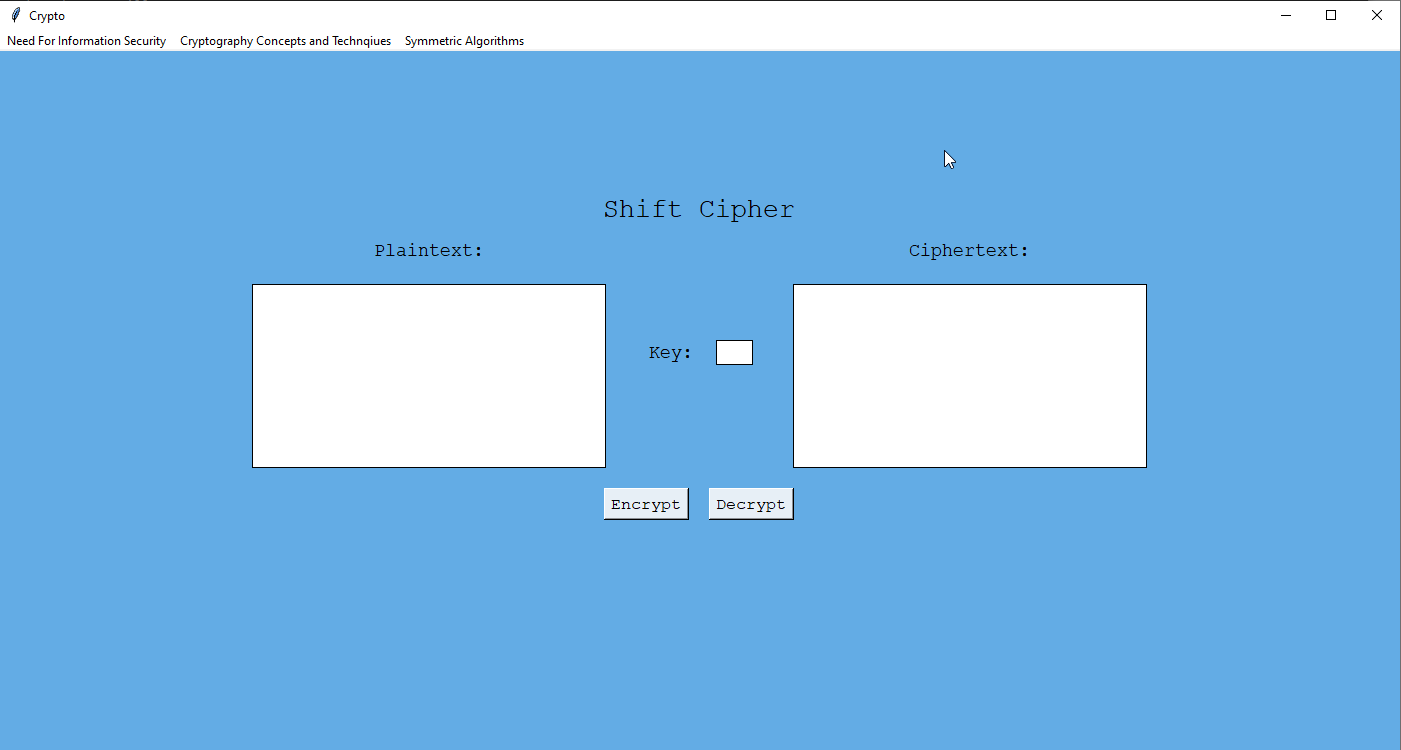 Crypto
Need For Information Security Cryptography Concepts and Technqiues Symmetric Algorithms
Shift Cipher
Plaintext: Ciphertext:
Key:
Encrypt Decrypt